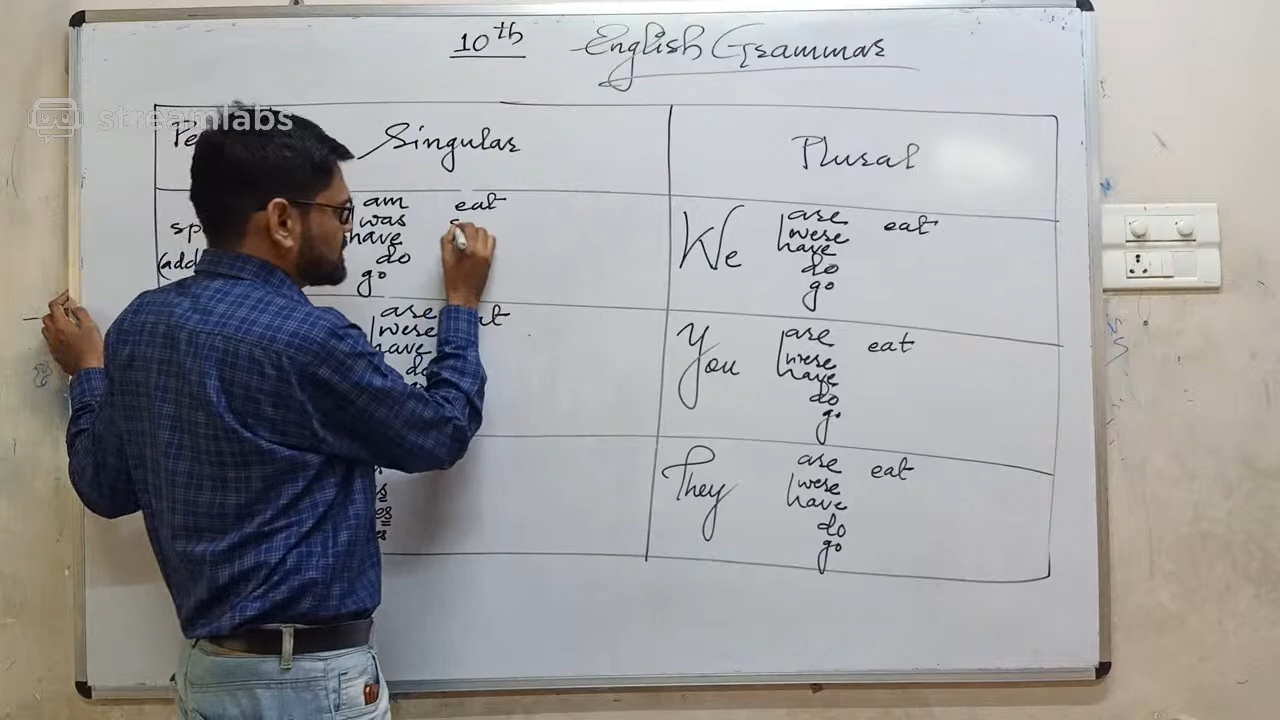 10th English Grammar
streamlabs
Singular Plural
am eat
was
have
do
go
We are eat
were
have
do
go
are
were
have
You are eat
were
have
do
go
They are eat
were
have
do
go